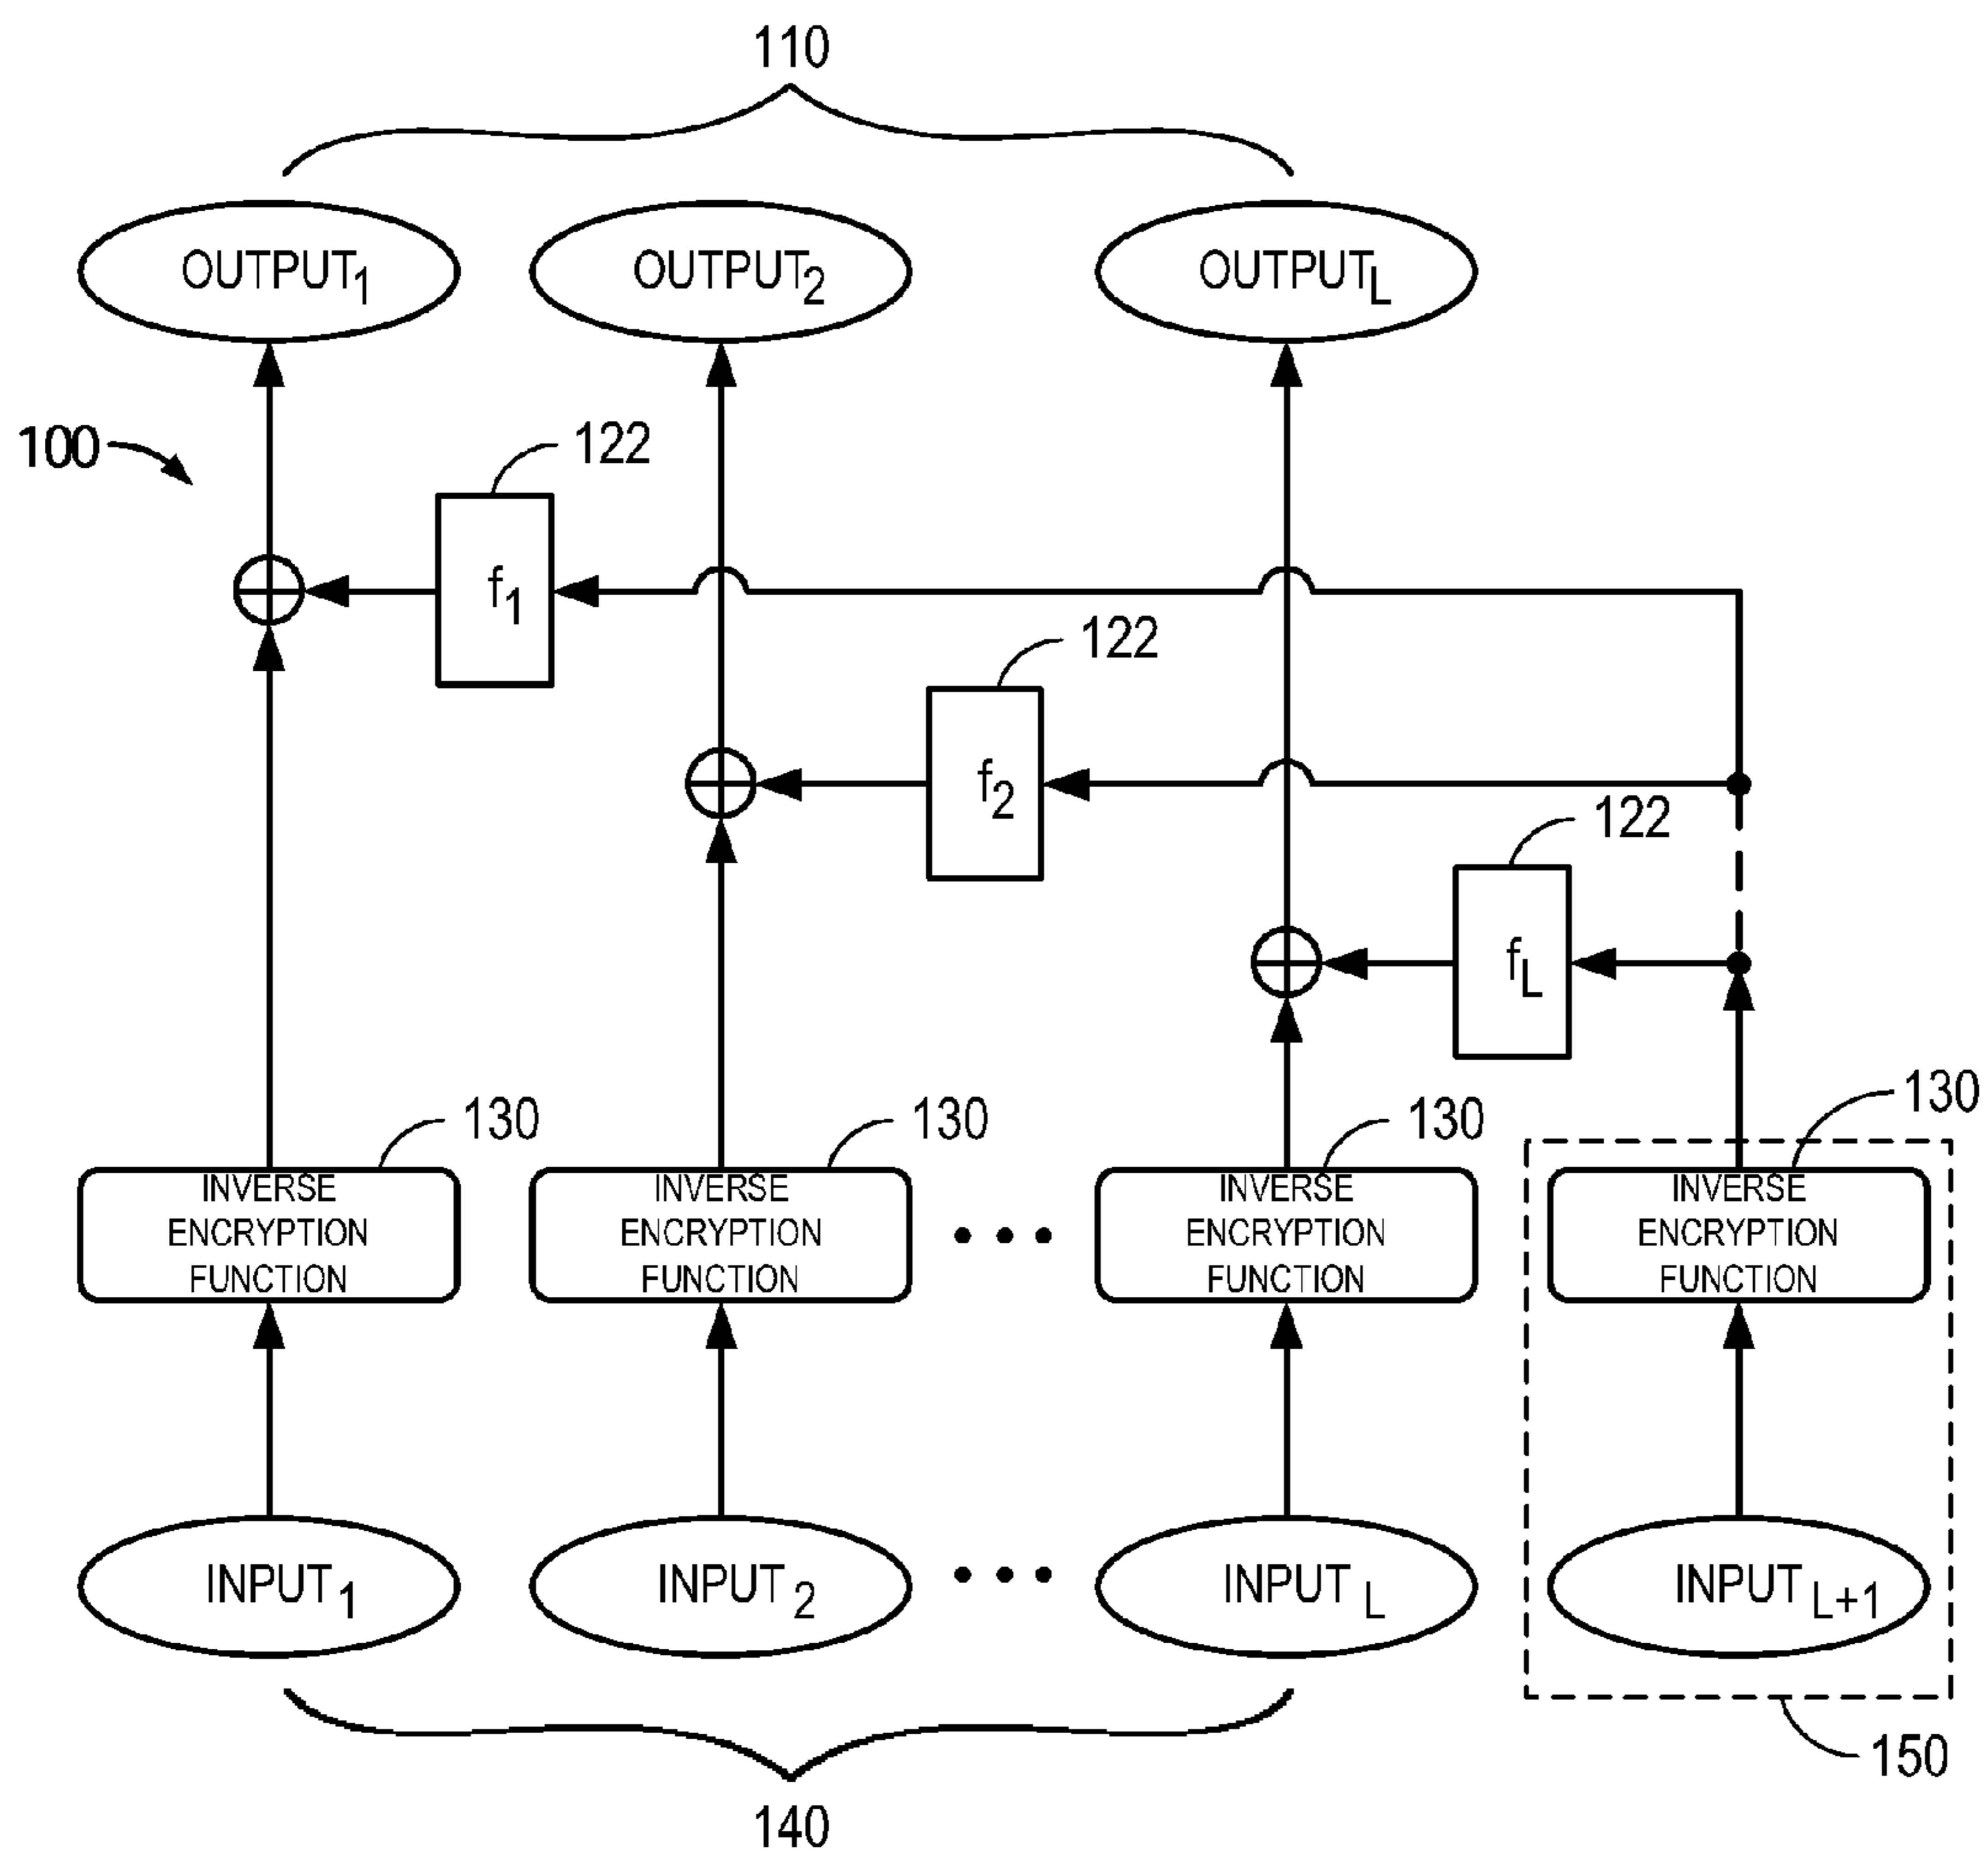 110
OUTPUT1 OUTPUT2 OUTPUTL
100
122
f1
122
f2
122
fL
130 130 130 130
INVERSE ENCRYPTION FUNCTION
INVERSE ENCRYPTION FUNCTION
• • •
INVERSE ENCRYPTION FUNCTION
INVERSE ENCRYPTION FUNCTION
INPUT1 INPUT2 • • • INPUTL INPUTL+1
150
140